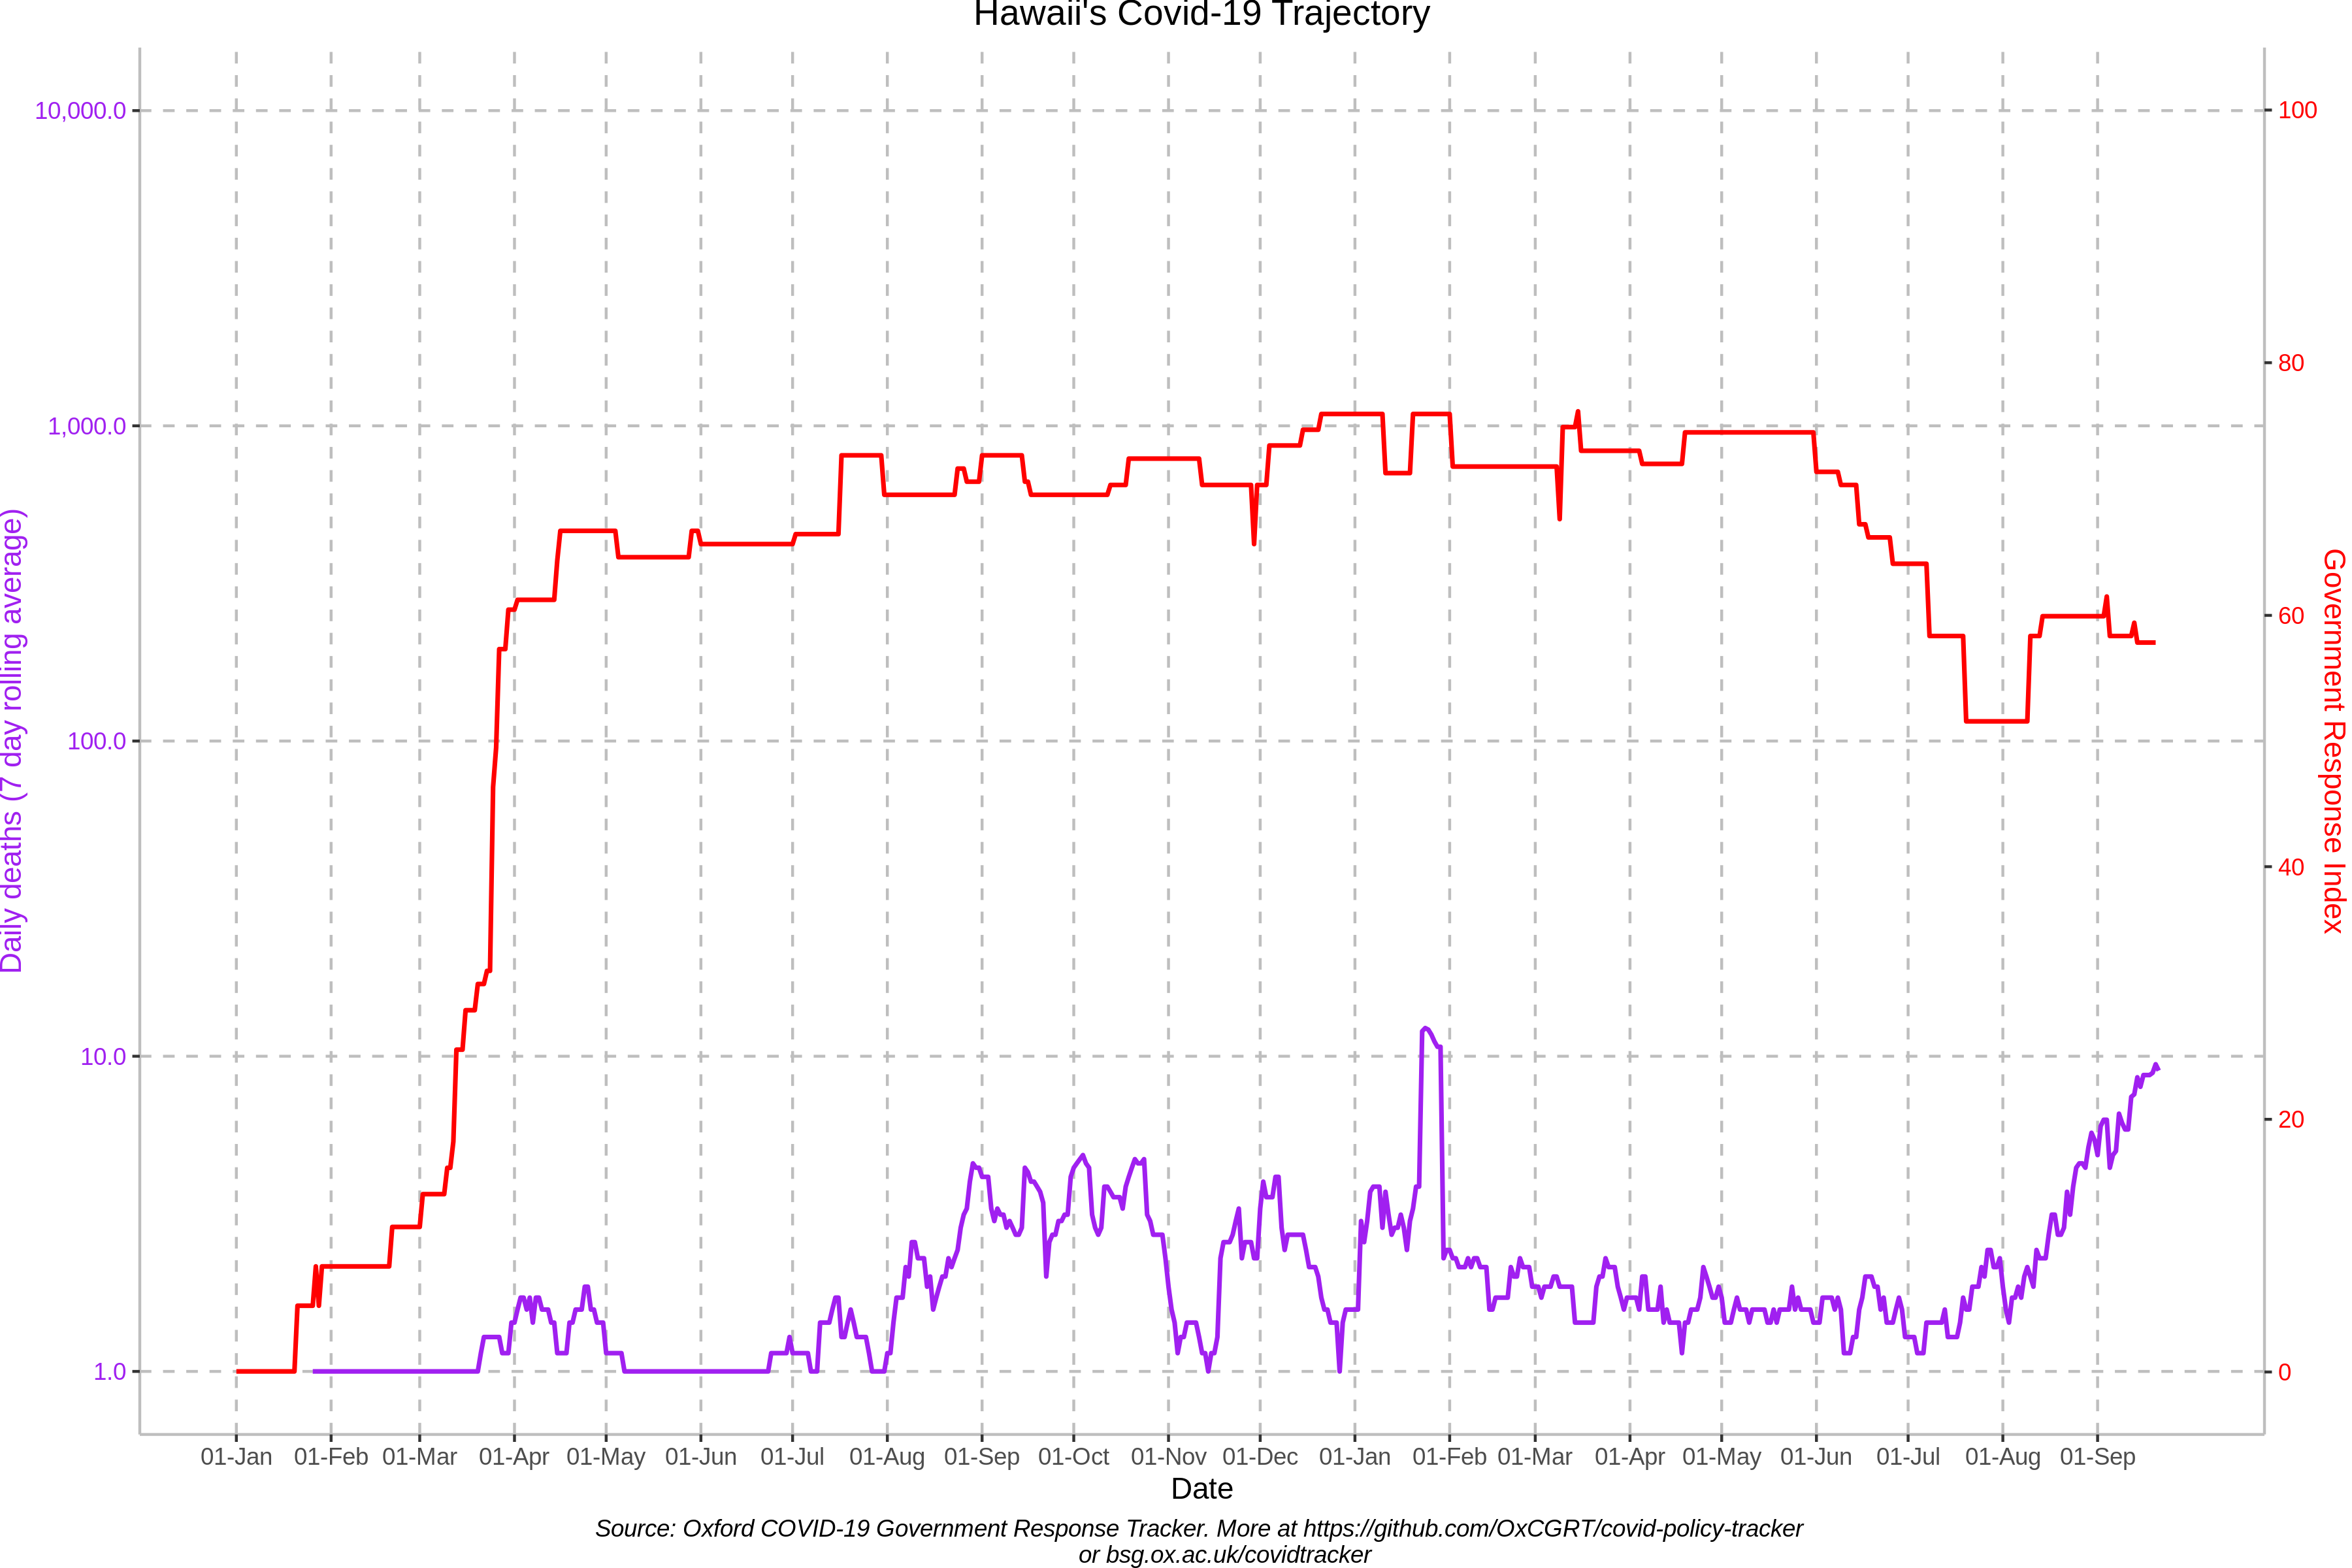 Hawaii's Covid-19 Trajectory
10,000.0
1,000.0
100.0
10.0
1.0
Daily deaths (7 day rolling average)
100
80
60
40
20
0
Government Response Index
01-Jan 01-Feb 01-Mar 01-Apr 01-May 01-Jun 01-Jul 01-Aug 01-Sep 01-Oct 01-Nov 01-Dec 01-Jan 01-Feb 01-Mar 01-Apr 01-May 01-Jun 01-Jul 01-Aug 01-Sep
Date
Source: Oxford COVID-19 Government Response Tracker. More at https://github.com/OxCGRT/covid-policy-tracker
or bsg.ox.ac.uk/covidtracker